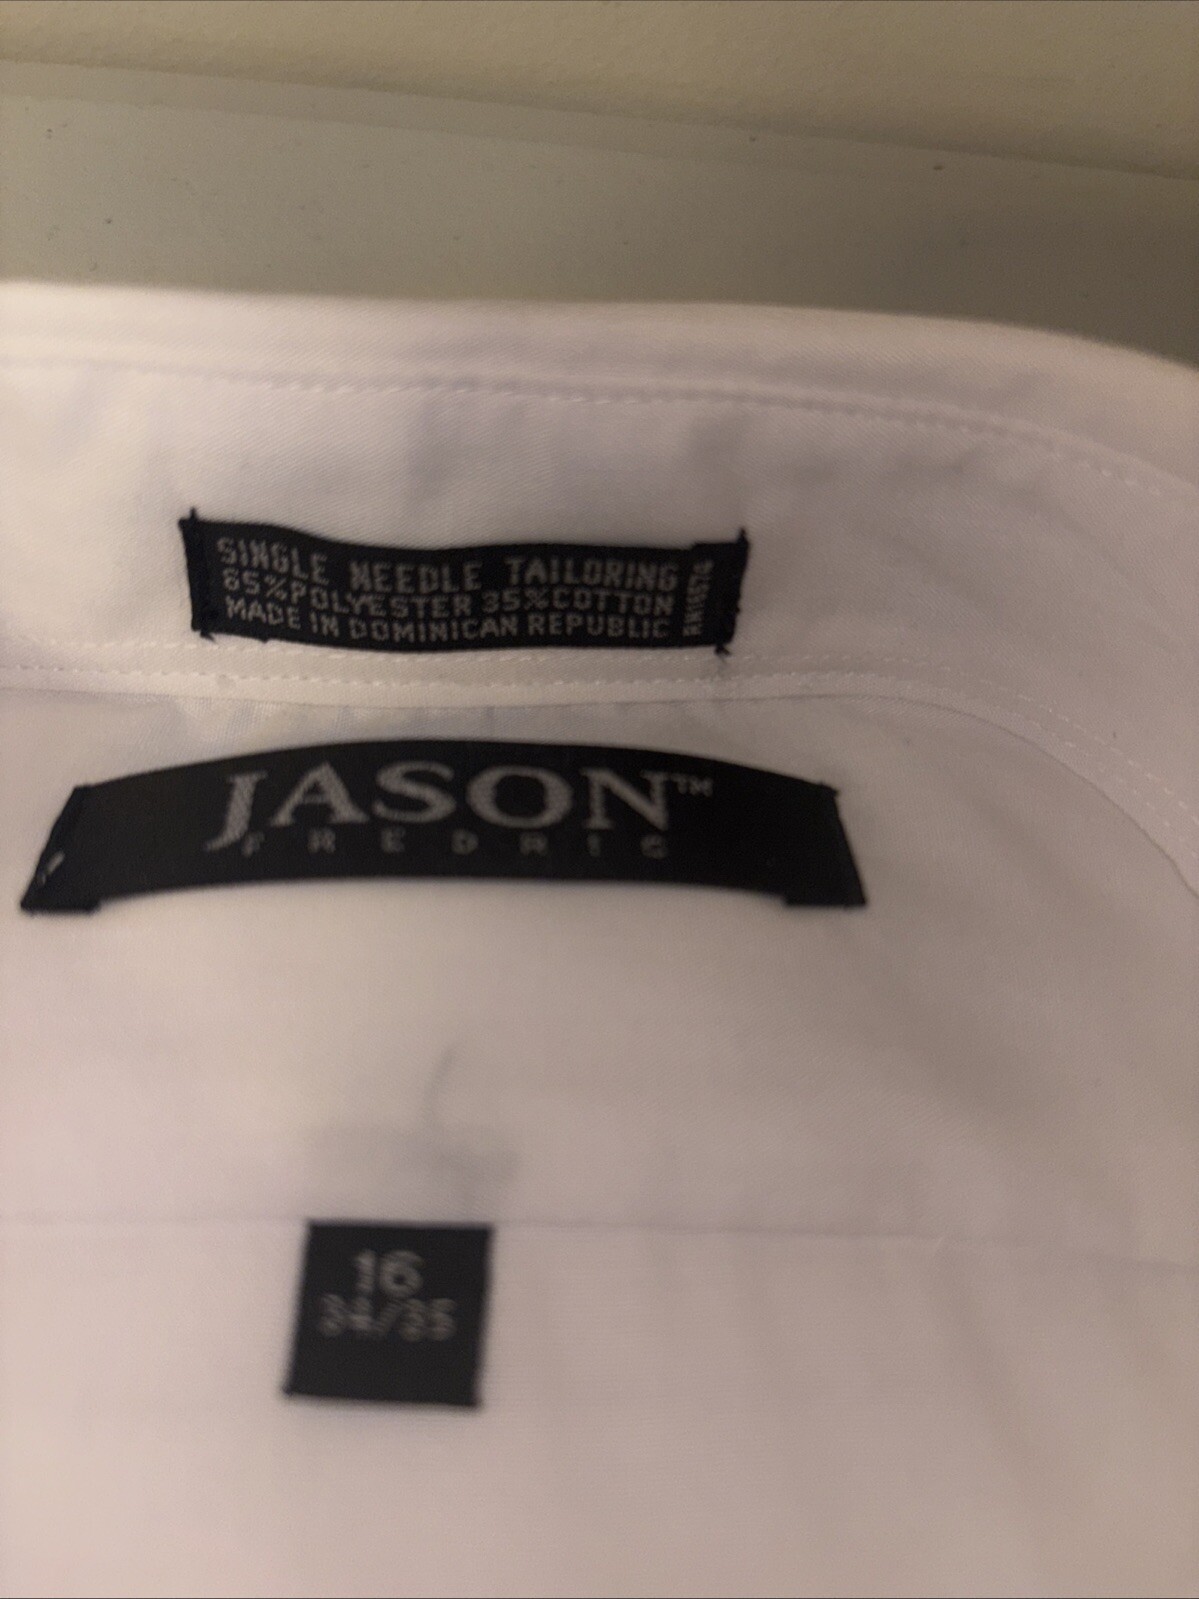 SINGLE NEEDLE TAILORING
65%POLYESTER 35%COTTON
MADE IN DOMINICAN REPUBLIC
JASON™
FREDRIC
16
34/35